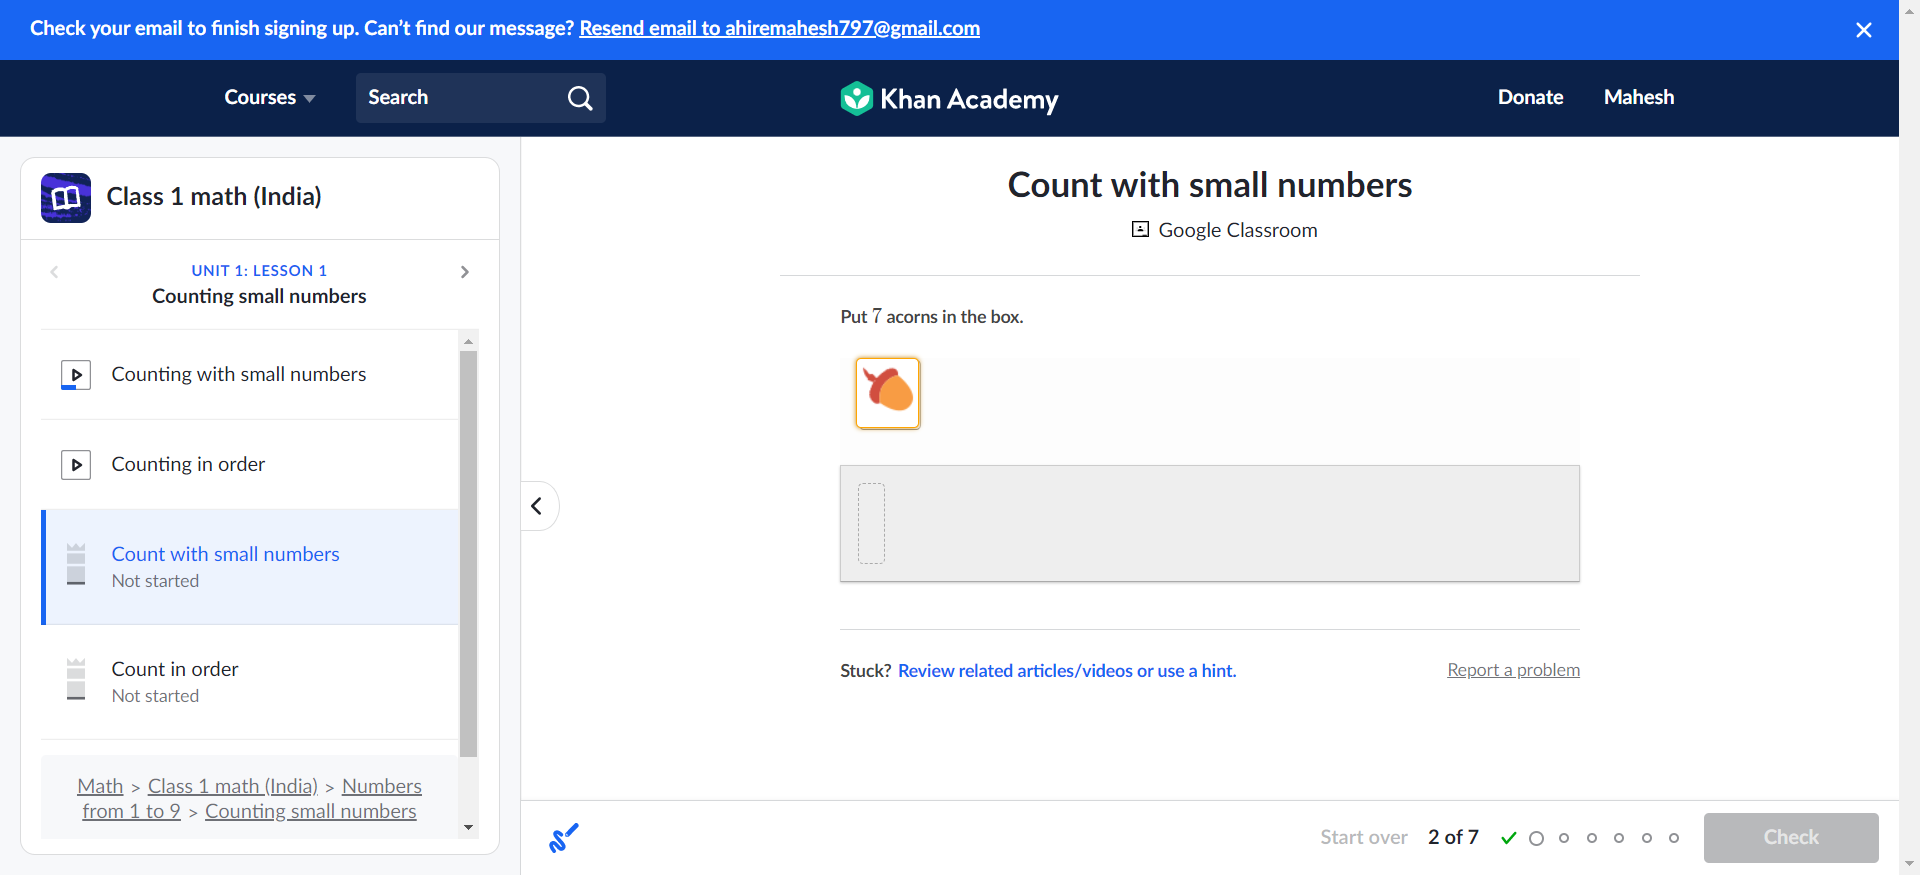 Check your email to finish signing up. Can’t find our message? Resend email to ahiremahesh797@gmail.com
Courses
Search
Khan Academy
Donate
Mahesh
Class 1 math (India)
UNIT 1: LESSON 1
Counting small numbers
Counting with small numbers
Counting in order
Count with small numbers
Not started
Count in order
Not started
Math > Class 1 math (India) > Numbers
from 1 to 9 > Counting small numbers
Count with small numbers
Google Classroom
Put 7 acorns in the box.
Stuck? Review related articles/videos or use a hint.
Report a problem
Start over
2 of 7
Check